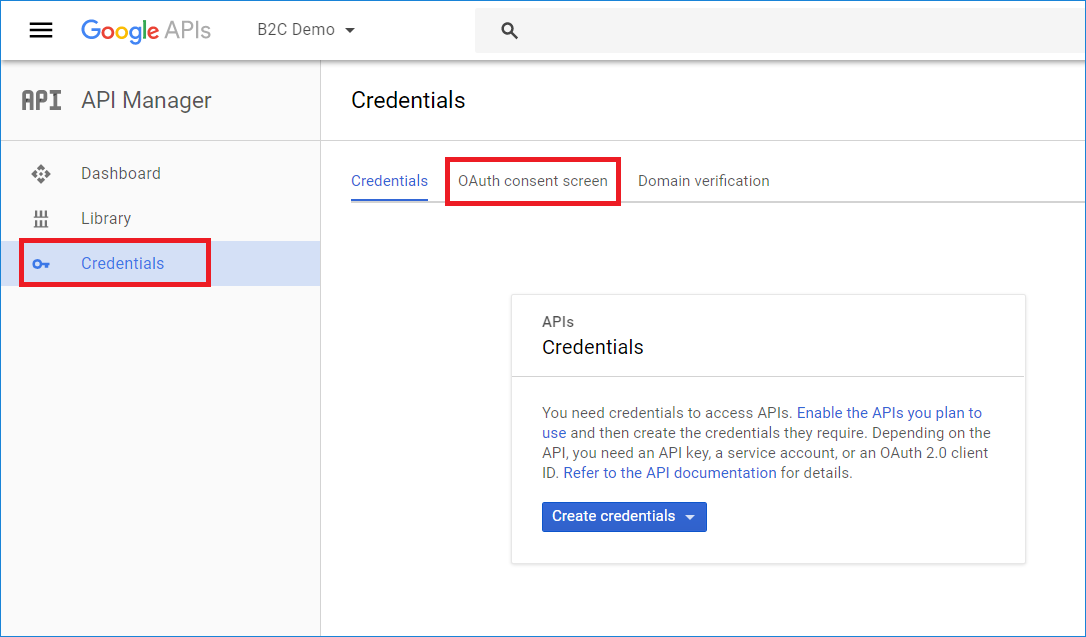 Google APIs
B2C Demo
API
API Manager
Dashboard
Library
Credentials
Credentials
Credentials
OAuth consent screen
Domain verification
APIs
Credentials
You need credentials to access APIs. Enable the APIs you plan to
use and then create the credentials they require. Depending on the
API, you need an API key, a service account, or an OAuth 2.0 client
ID. Refer to the API documentation for details.
Create credentials